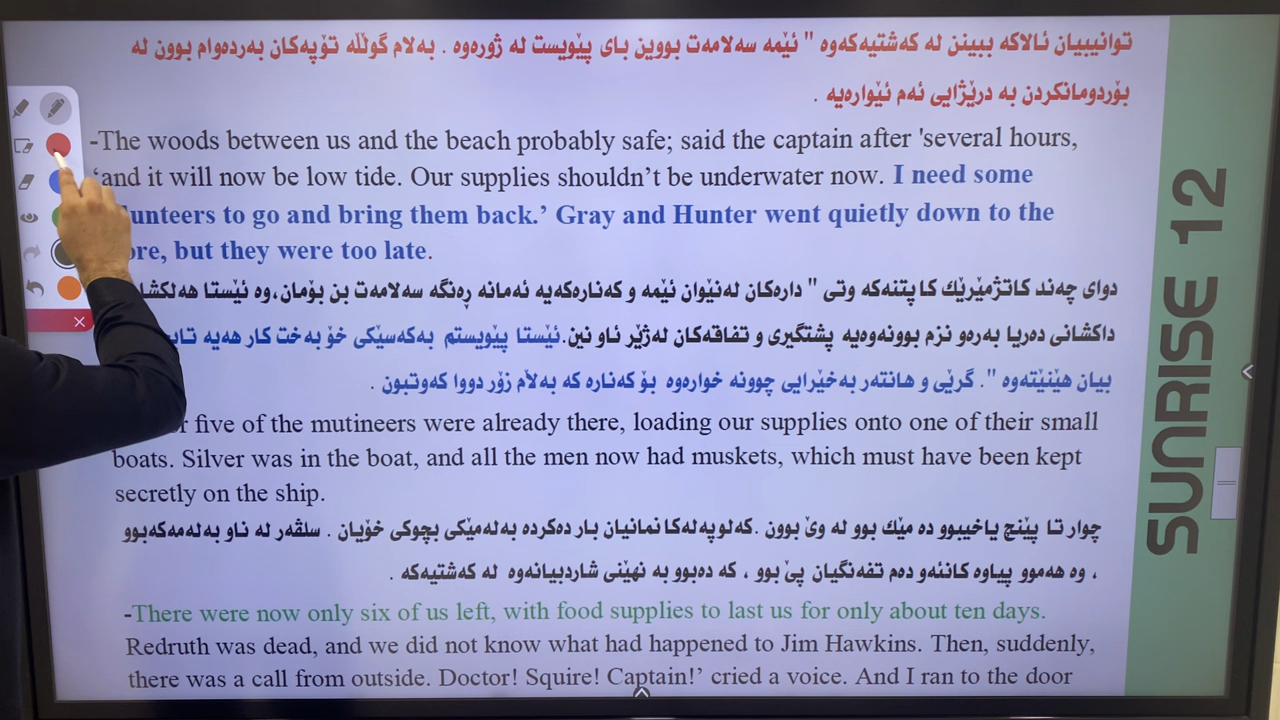 توانیبیان ئالاکه ببینن له کەشتیەکەوە " ئێمە سەلامەت بووین بای پێویست لە ژورەوە . بەلام گوڵلە تۆپەکان بەردەوام بوون لە
بۆردومانکردن بە درێژایی ئەم ئێوارەیە .
-The woods between us and the beach probably safe; said the captain after 'several hours,
'and it will now be low tide. Our supplies shouldn't be underwater now. I need some
unteers to go and bring them back.' Gray and Hunter went quietly down to the
ore, but they were too late.
دوای چەند کاتژمێرێك کاپتنەکە وتی " دارەکان لەنێوان ئێمە و کەنارەکەیە ئەمانە ڕەنگە سەلامەت بن بۆمان،وە ئێستا هەلکشا
داکشانی دەریا بەرەو نزم بوونەوەیە پشتگیری و تفاقەکان لەژێر ئاو نین.ئێستا پێویستم بەکەسێکی خۆبەخت کار هەیە تا
بیان هێنێتەوە ". گرێی و هانتەر بەخێرایی چوونە خوارەوە بۆ کەنارە کە بەلأم زۆر دووا کەوتبون .
r five of the mutineers were already there, loading our supplies onto one of their small
boats. Silver was in the boat, and all the men now had muskets, which must have been kept
secretly on the ship.
چوار تا پێنچ یاخیبوو دە مێك بوو لە وێ بوون .کەلوپەلەکا نمانیان بار دەکردە بەلەمێکی بچوکی خۆیان . سلڤەر لە ناو بەلەمەکەبوو
، وە هەموو پیاوە کانئەو دەم تفەنگیان پێ بوو ، کە دەبوو بە نهێنی شاردبیانەوە لە کەشتیەکە .
-There were now only six of us left, with food supplies to last us for only about ten days.
Redruth was dead, and we did not know what had happened to Jim Hawkins. Then, suddenly,
there was a call from outside. Doctor! Squire! Captain!' cried a voice. And I ran to the door
SUNRISE 12